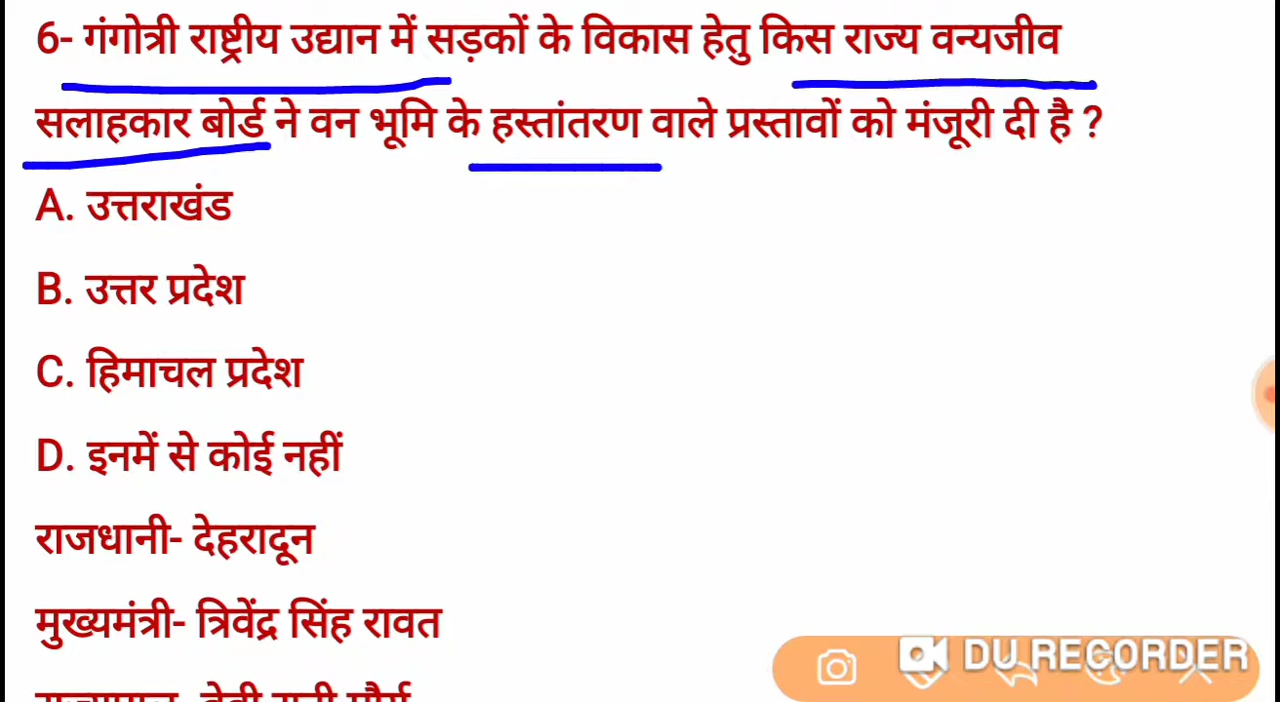 6- गंगोत्री राष्ट्रीय उद्यान में सड़कों के विकास हेतु किस राज्य वन्यजीव
सलाहकार बोर्ड ने वन भूमि के हस्तांतरण वाले प्रस्तावों को मंजूरी दी है ?
A. उत्तराखंड
B. उत्तर प्रदेश
C. हिमाचल प्रदेश
D. इनमें से कोई नहीं
राजधानी- देहरादून
मुख्यमंत्री- त्रिवेंद्र सिंह रावत
DU RECORDER